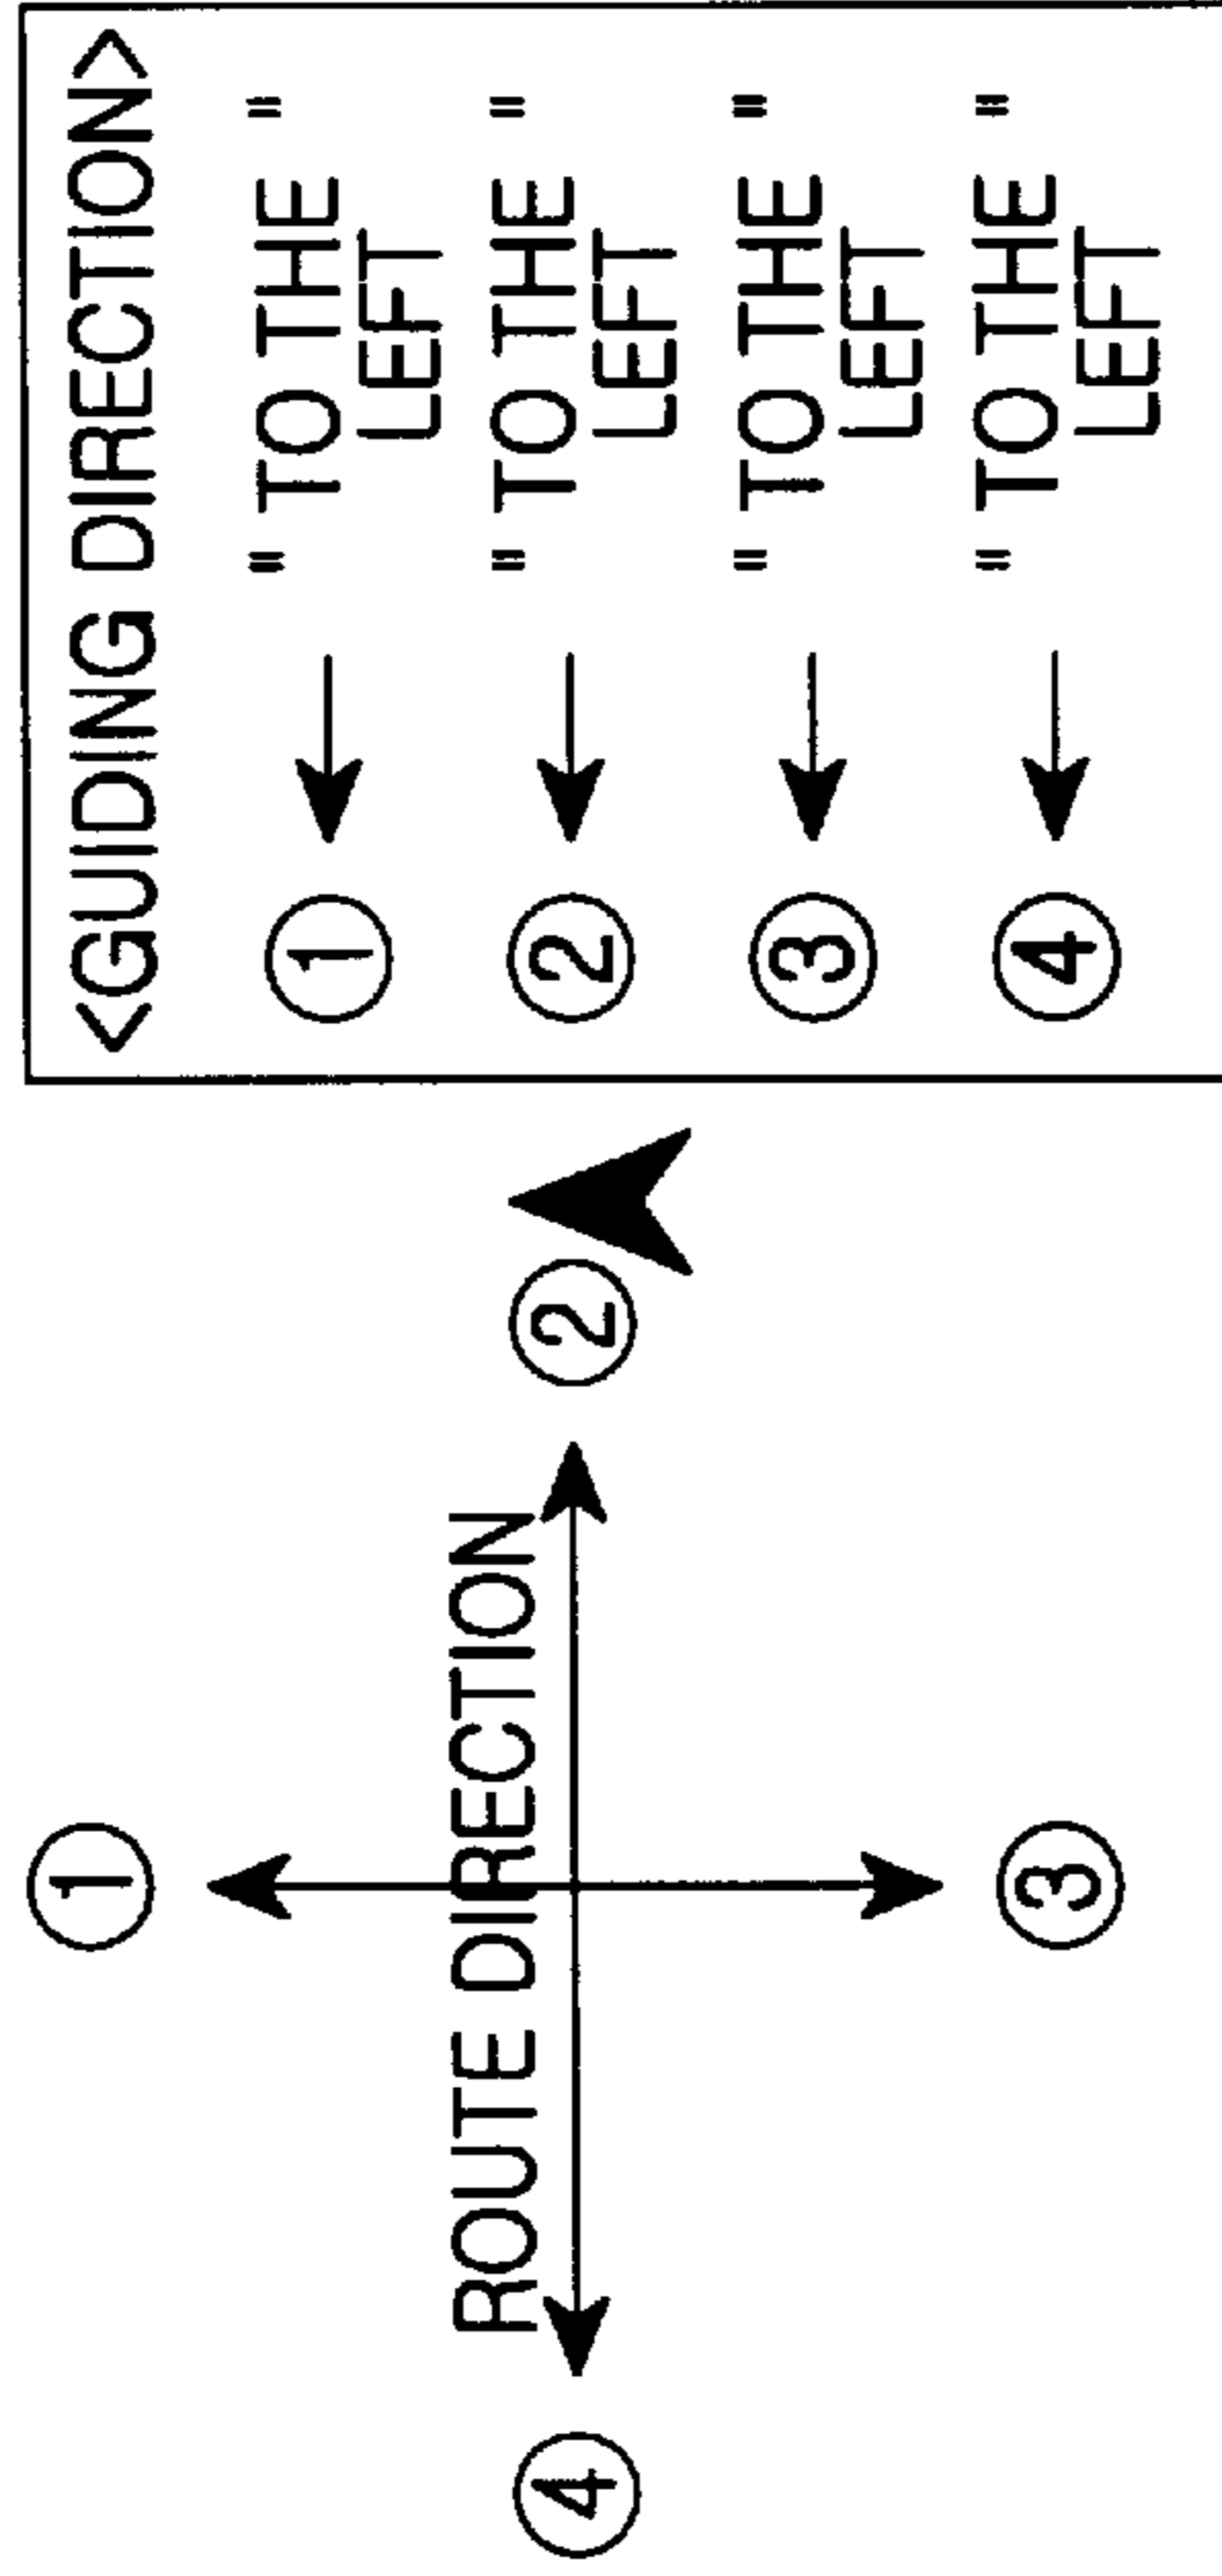 ①
ROUTE DIRECTION
④
②
③
<GUIDING DIRECTION>
① ← " TO THE "
LEFT
② ← " TO THE "
LEFT
③ ← " TO THE "
LEFT
④ ← " TO THE "
LEFT